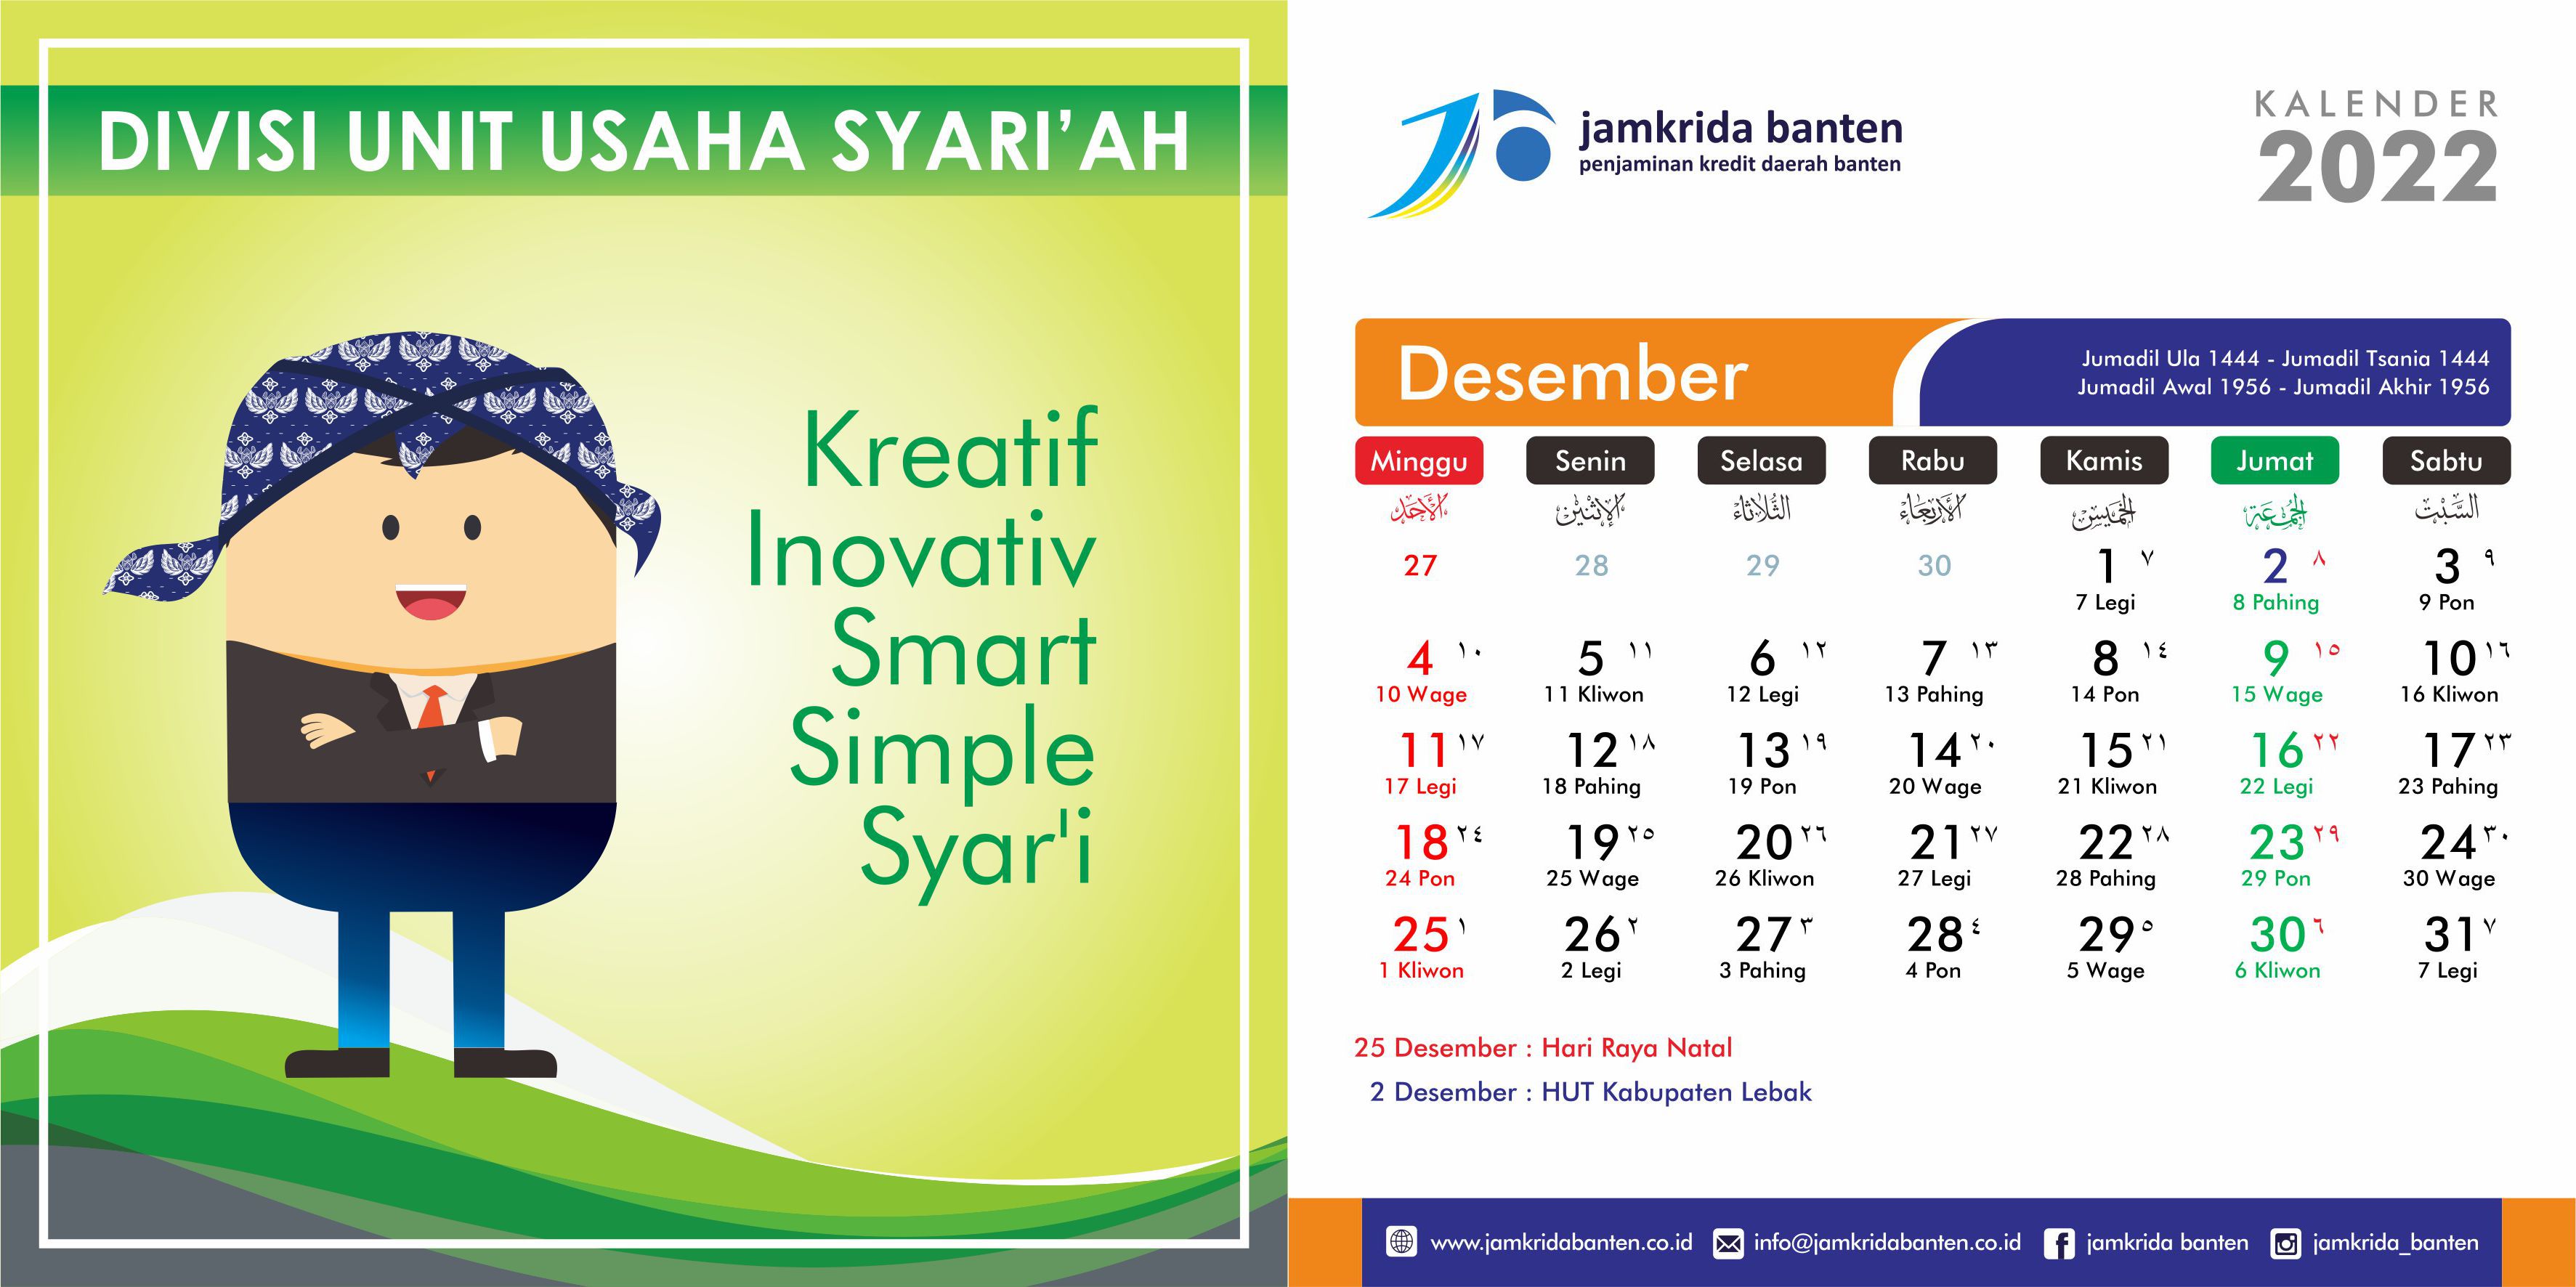 DIVISI UNIT USAHA SYARI'AH
Kreatif
Inovativ
Smart
Simple
Syar'i
jamkrida banten
penjaminan kredit daerah banten
KALENDER
2022
Desember
Jumadil Ula 1444 - Jumadil Tsania 1444
Jumadil Awal 1956 - Jumadil Akhir 1956
Minggu Senin Selasa Rabu Kamis Jumat Sabtu
الأحد الإثنين الثلاثاء الأربعاء الخميس الجمعة السبت
27 28 29 30 1 ٧ 2 ٨ 3 ٩
7 Legi 8 Pahing 9 Pon
4 ١٠ 5 ١١ 6 ١٢ 7 ١٣ 8 ١٤ 9 ١٥ 10 ١٦
10 Wage 11 Kliwon 12 Legi 13 Pahing 14 Pon 15 Wage 16 Kliwon
11 ١٧ 12 ١٨ 13 ١٩ 14 ٢٠ 15 ٢١ 16 ٢٢ 17 ٢٣
17 Legi 18 Pahing 19 Pon 20 Wage 21 Kliwon 22 Legi 23 Pahing
18 ٢٤ 19 ٢٥ 20 ٢٦ 21 ٢٧ 22 ٢٨ 23 ٢٩ 24 ٣٠
24 Pon 25 Wage 26 Kliwon 27 Legi 28 Pahing 29 Pon 30 Wage
25 ١ 26 ٢ 27 ٣ 28 ٤ 29 ٥ 30 ٦ 31 ٧
1 Kliwon 2 Legi 3 Pahing 4 Pon 5 Wage 6 Kliwon 7 Legi
25 Desember : Hari Raya Natal
2 Desember : HUT Kabupaten Lebak
www.jamkridabanten.co.id info@jamkridabanten.co.id jamkrida banten jamkrida_banten